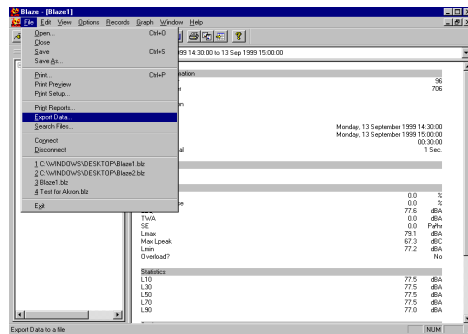 Blaze - [Blaze1]
File Edit View Options Records Graph Window Help
Open... Ctrl+O
Close
Save Ctrl+S
Save As...
Print... Ctrl+P
Print Preview
Print Setup...
Print Reports...
Export Data...
Search Files...
Connect
Disconnect
1 C:\WINDOWS\DESKTOP\Blaze1.blz
2 C:\WINDOWS\DESKTOP\Blaze2.blz
3 Blaze1.blz
4 Test for Akron.blz
Exit
99 14:30:00 to 13 Sep 1999 15:00:00
96
706
Monday, 13 September 1999 14:30:00
Monday, 13 September 1999 15:00:00
00:30:00
1 Sec.
0.0 %
0.0 %
77.6 dBA
TWA 0.0 dBA
SE 0.0 Pa²hr
Lmax 79.1 dBA
Max Lpeak 67.3 dBC
Lmin 77.2 dBA
Overload? No
Statistics
L10 77.5 dBA
L30 77.5 dBA
L50 77.5 dBA
L70 77.5 dBA
L90 77.0 dBA
Export Data to a file
NUM